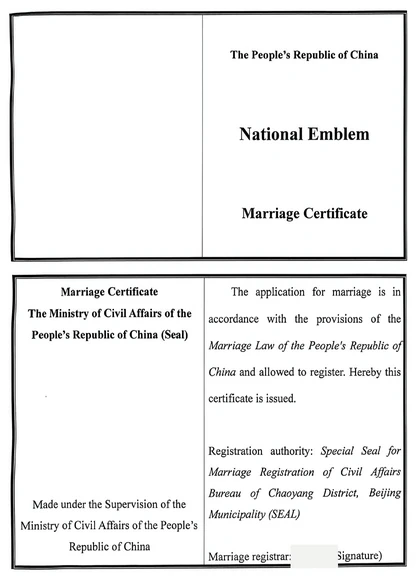 The People's Republic of China
National Emblem
Marriage Certificate
Marriage Certificate
The Ministry of Civil Affairs of the
People's Republic of China (Seal)
Made under the Supervision of the
Ministry of Civil Affairs of the People's
Republic of China
The application for marriage is in
accordance with the provisions of the
Marriage Law of the People's Republic of
China and allowed to register. Hereby this
certificate is issued.
Registration authority: Special Seal for
Marriage Registration of Civil Affairs
Bureau of Chaoyang District, Beijing
Municipality (SEAL)
Marriage registrar: Signature)